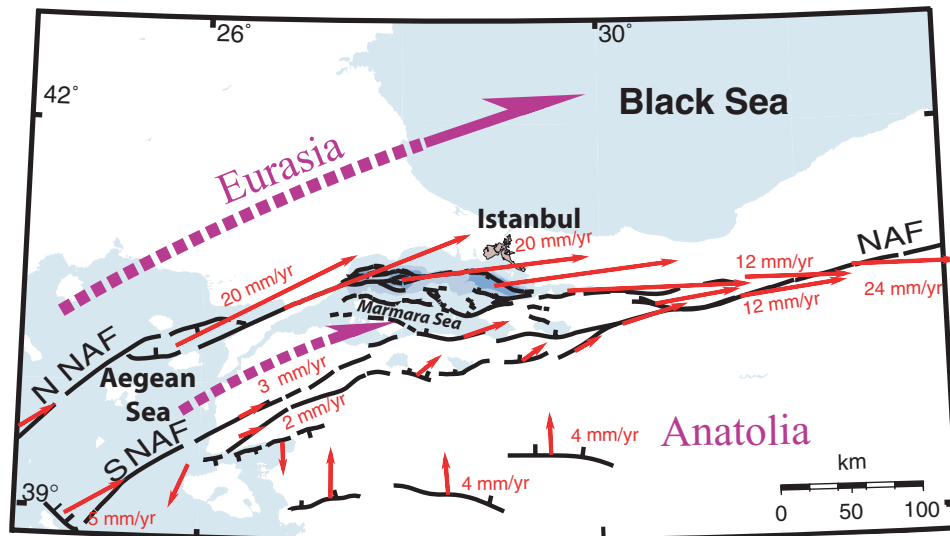 26°
30°
42°
Black Sea
Eurasia
Istanbul
20 mm/yr
NAF
20 mm/yr
12 mm/yr
24 mm/yr
12 mm/yr
Marmara Sea
N NAF
Aegean
Sea
3 mm/yr
2 mm/yr
S NAF
Anatolia
4 mm/yr
4 mm/yr
km
39°
5 mm/yr
0 50 100